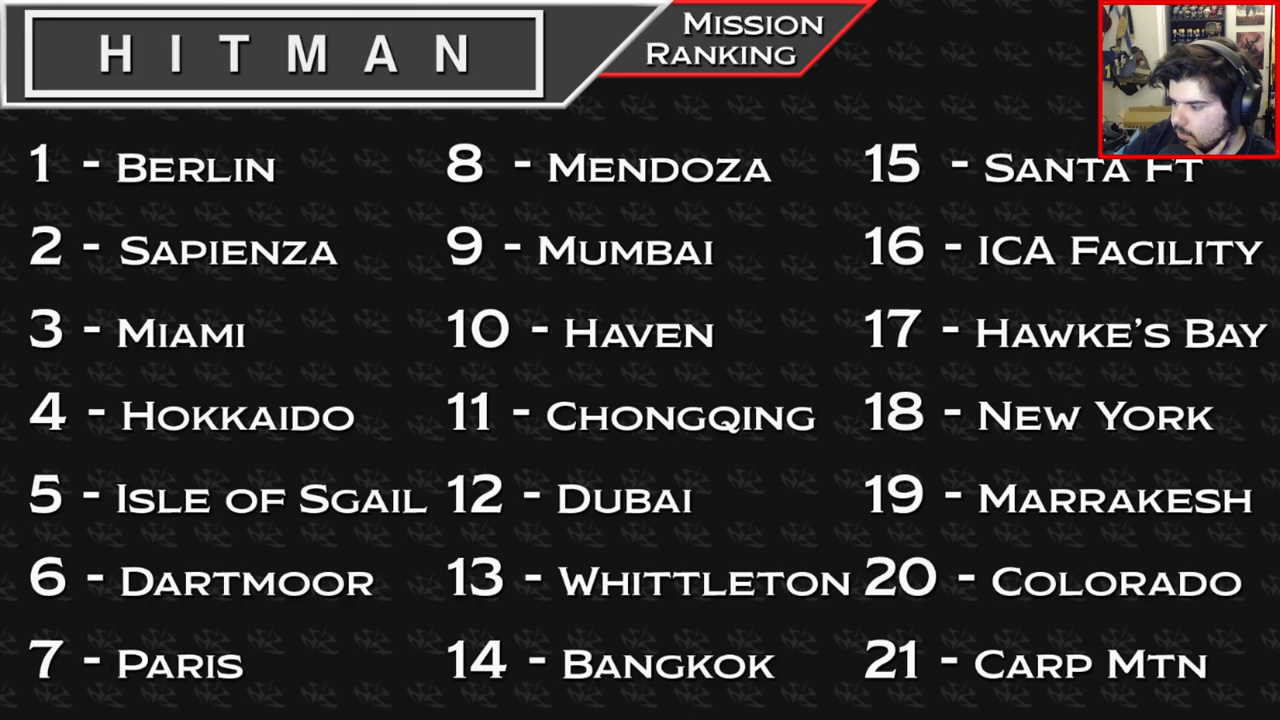 HITMAN
Mission Ranking
1 - Berlin
2 - Sapienza
3 - Miami
4 - Hokkaido
5 - Isle of Sgail
6 - Dartmoor
7 - Paris
8 - Mendoza
9 - Mumbai
10 - Haven
11 - Chongqing
12 - Dubai
13 - Whittleton
14 - Bangkok
15 - Santa Ft
16 - ICA Facility
17 - Hawke's Bay
18 - New York
19 - Marrakesh
20 - Colorado
21 - Carp Mtn